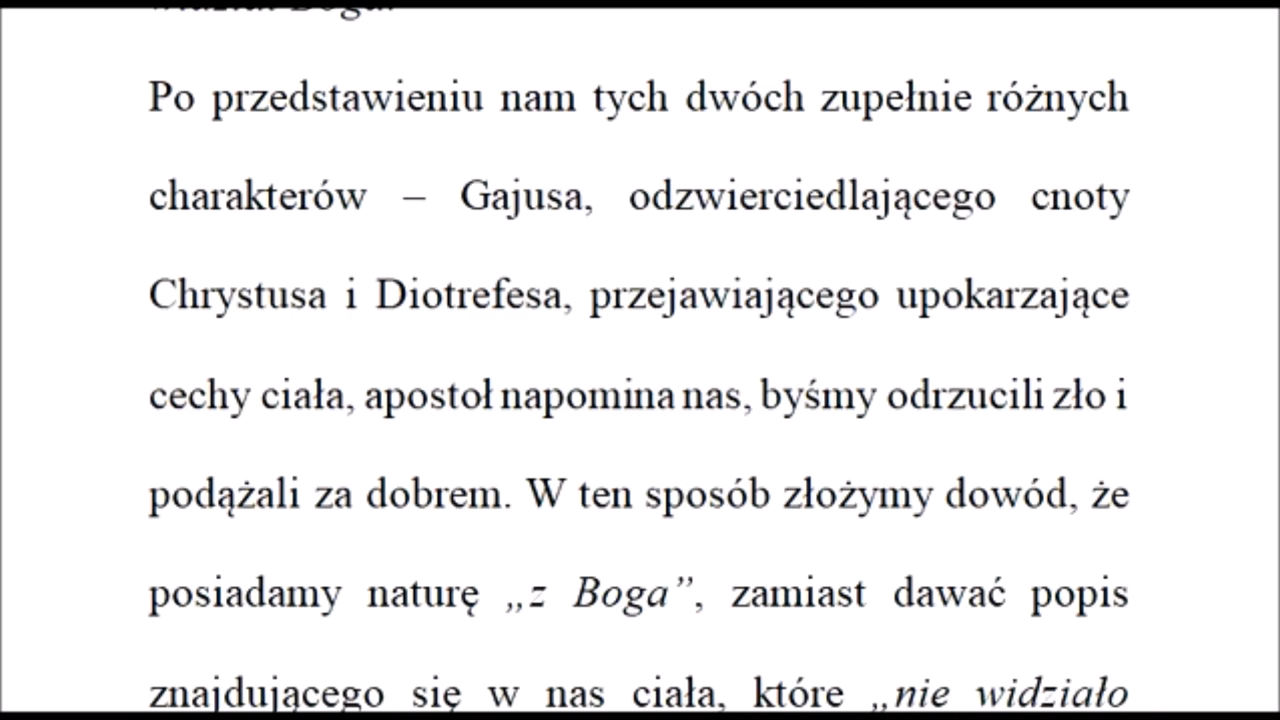 widział Boga.
Po przedstawieniu nam tych dwóch zupełnie różnych
charakterów – Gajusa, odzwierciedlającego cnoty
Chrystusa i Diotrefesa, przejawiającego upokarzające
cechy ciała, apostoł napomina nas, byśmy odrzucili zło i
podążali za dobrem. W ten sposób złożymy dowód, że
posiadamy naturę „z Boga”, zamiast dawać popis
znajdującego się w nas ciała, które „nie widziało